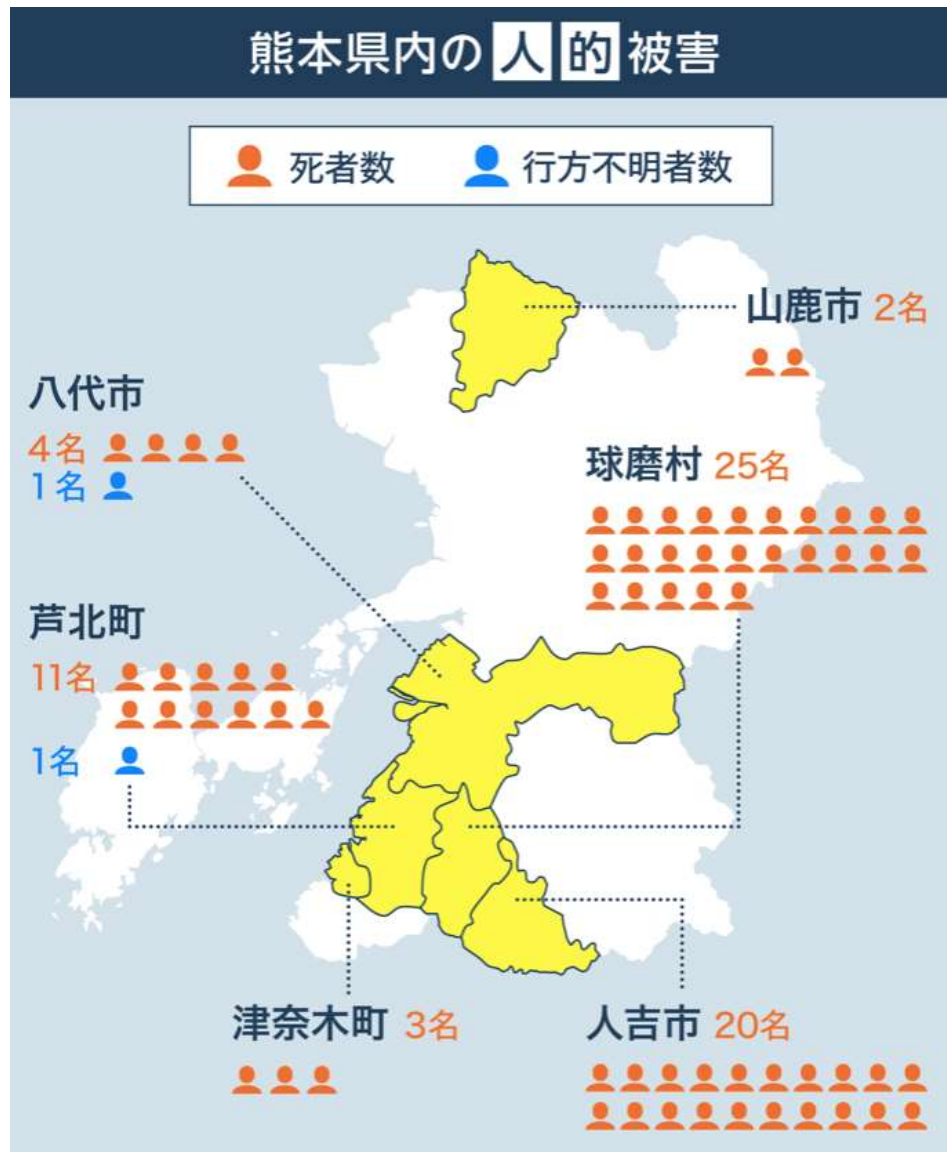 熊本県内の人的被害
死者数 行方不明者数
山鹿市 2名
八代市
4名
1名
球磨村 25名
芦北町
11名
1名
津奈木町 3名
人吉市 20名